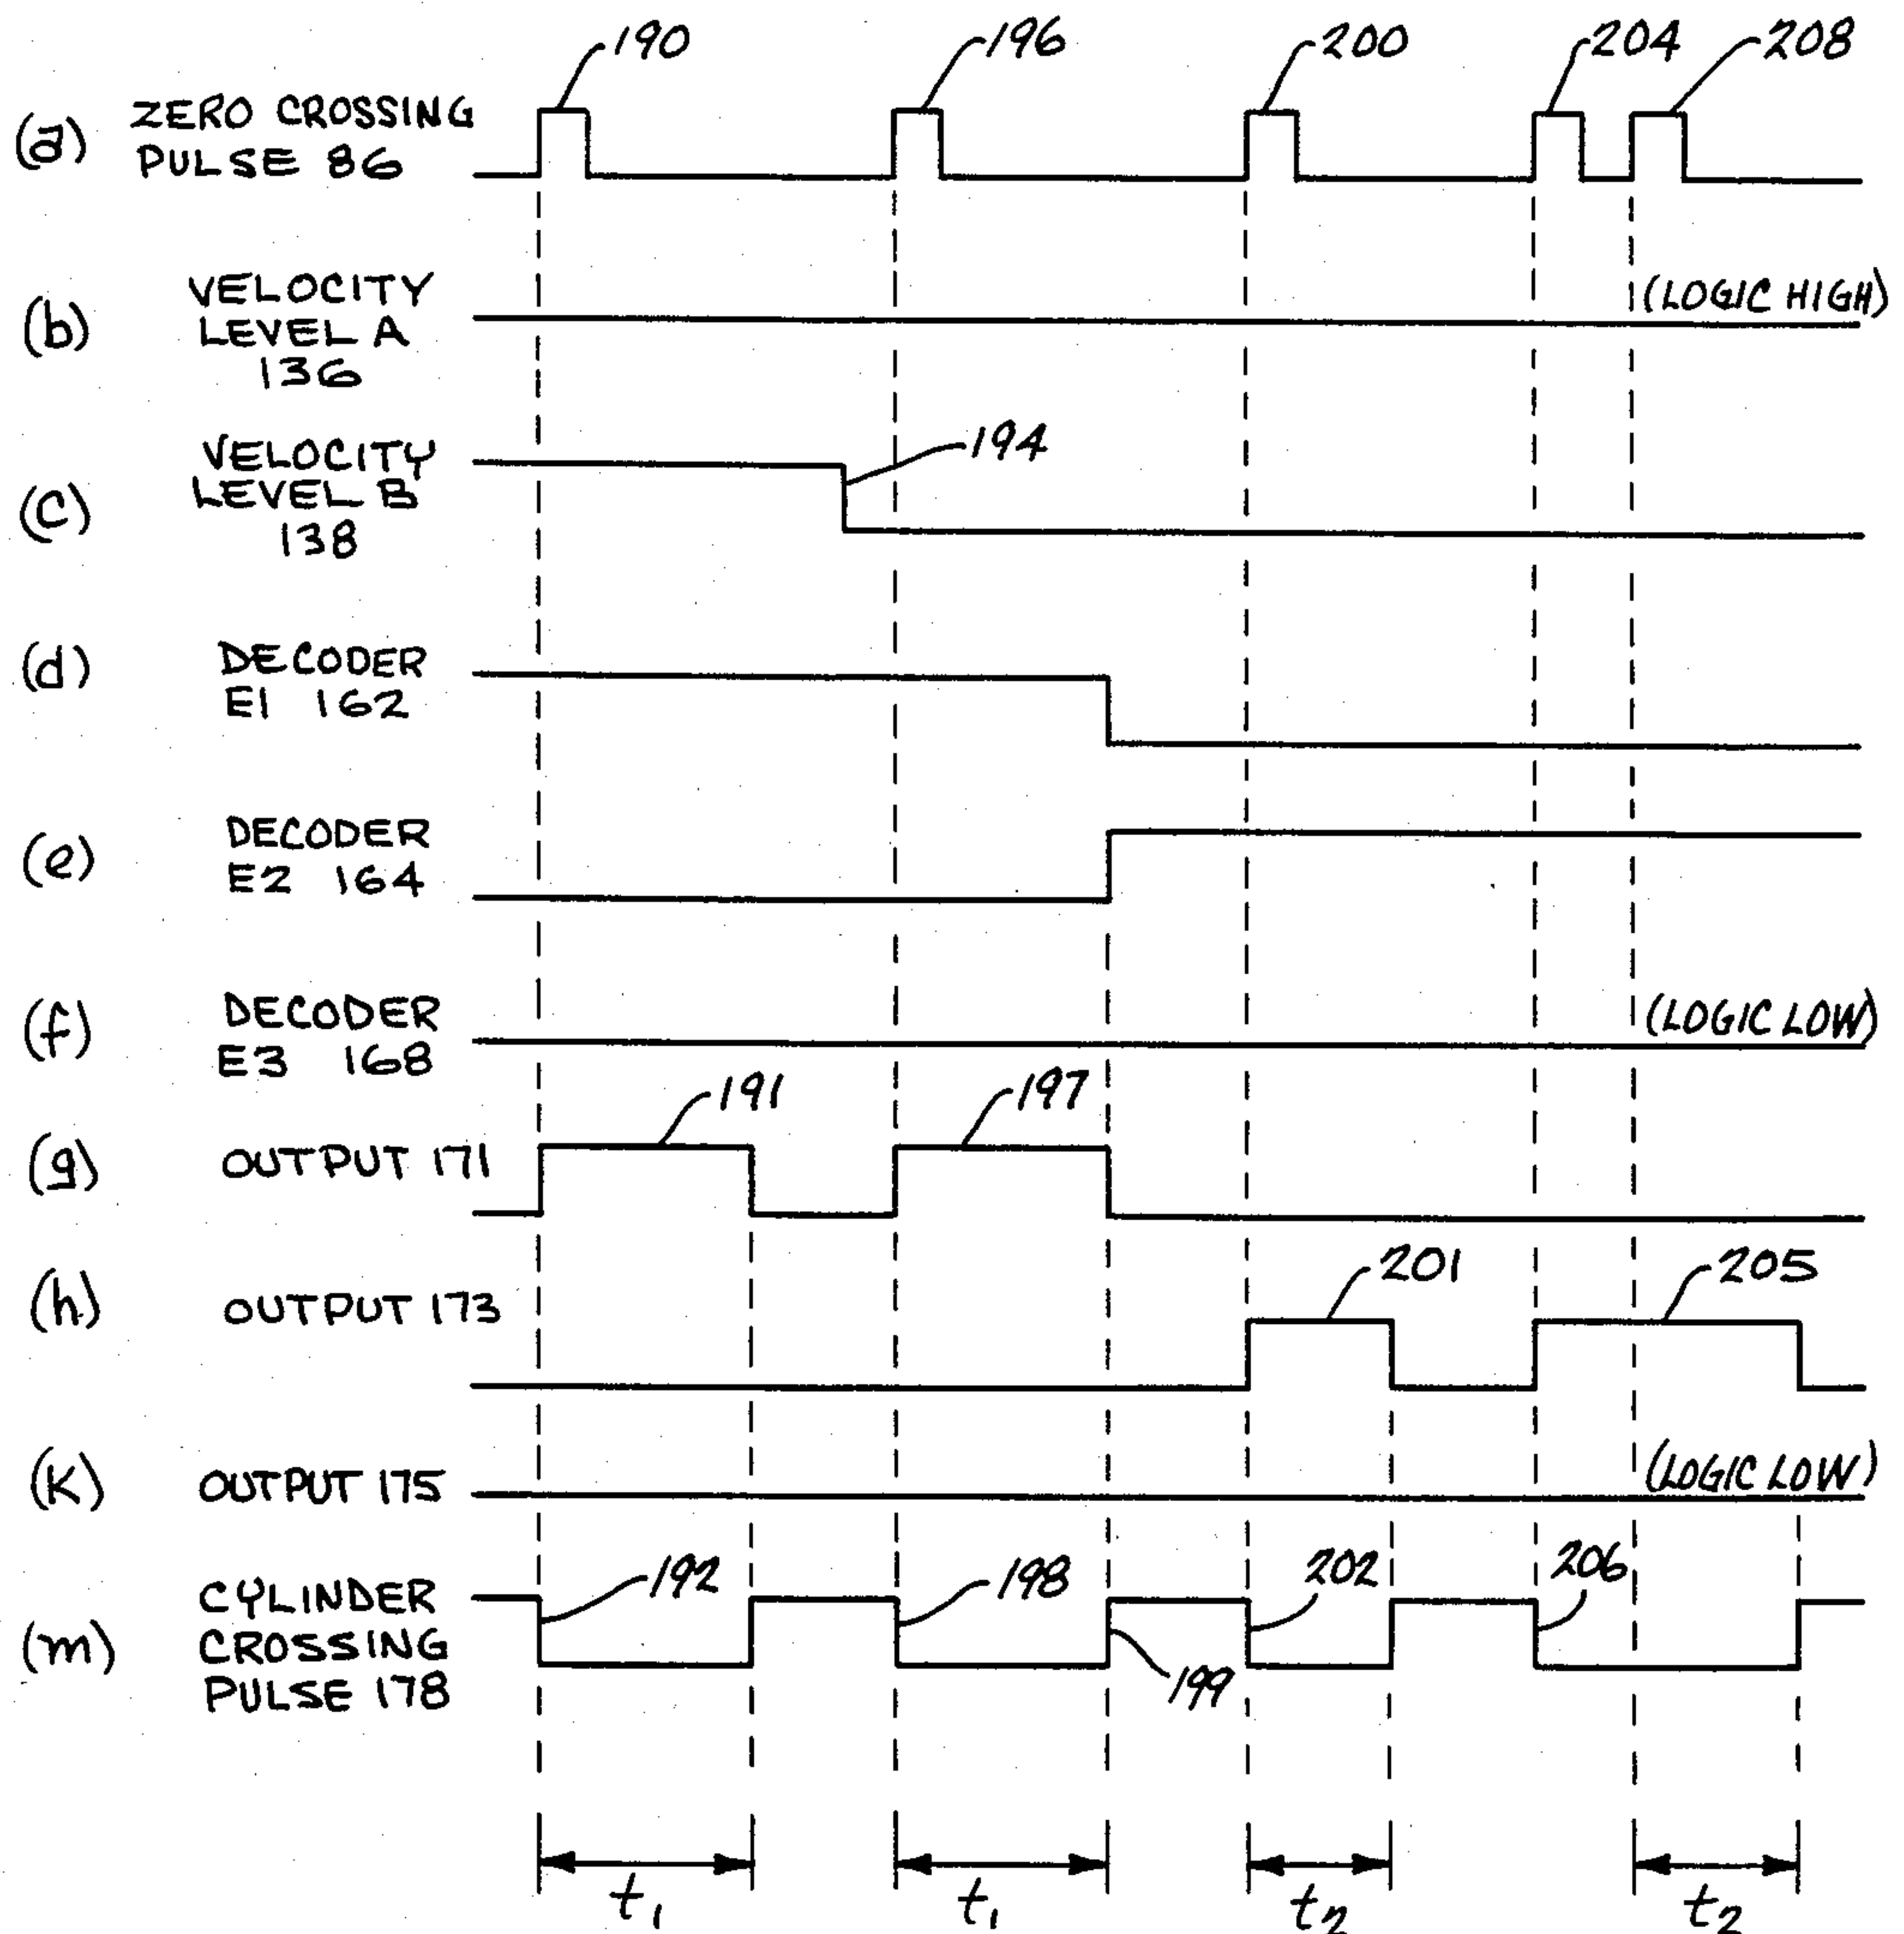 190 196 200 204 208
(a) ZERO CROSSING
PULSE 86
(b) VELOCITY
LEVEL A
136
(LOGIC HIGH)
(c) VELOCITY
LEVEL B
138
194
(d) DECODER
E1 162
(e) DECODER
E2 164
(f) DECODER
E3 168
(LOGIC LOW)
191 197
(g) OUTPUT 171
201 205
(h) OUTPUT 173
(k) OUTPUT 175
(LOGIC LOW)
192 198 202 206
(m) CYLINDER
CROSSING
PULSE 178
199
t1 t1 t2 t2